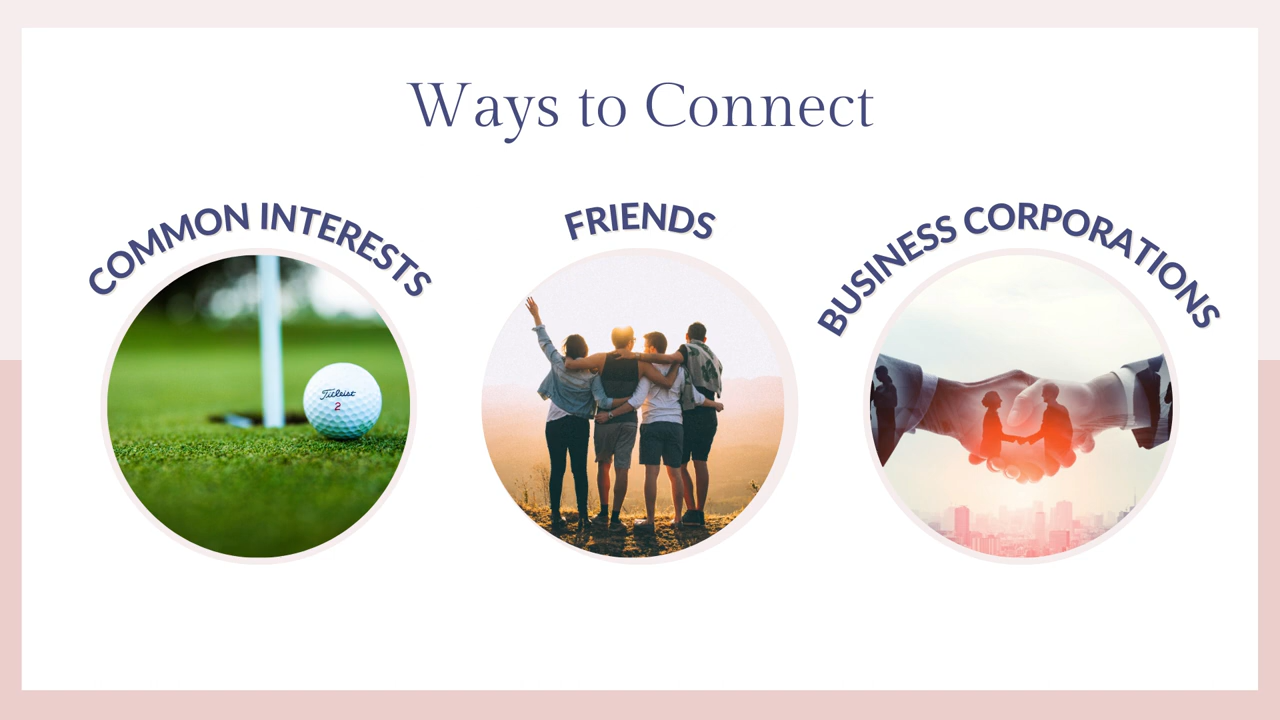 Ways to Connect
COMMON INTERESTS
FRIENDS
BUSINESS CORPORATIONS
Titleist
2